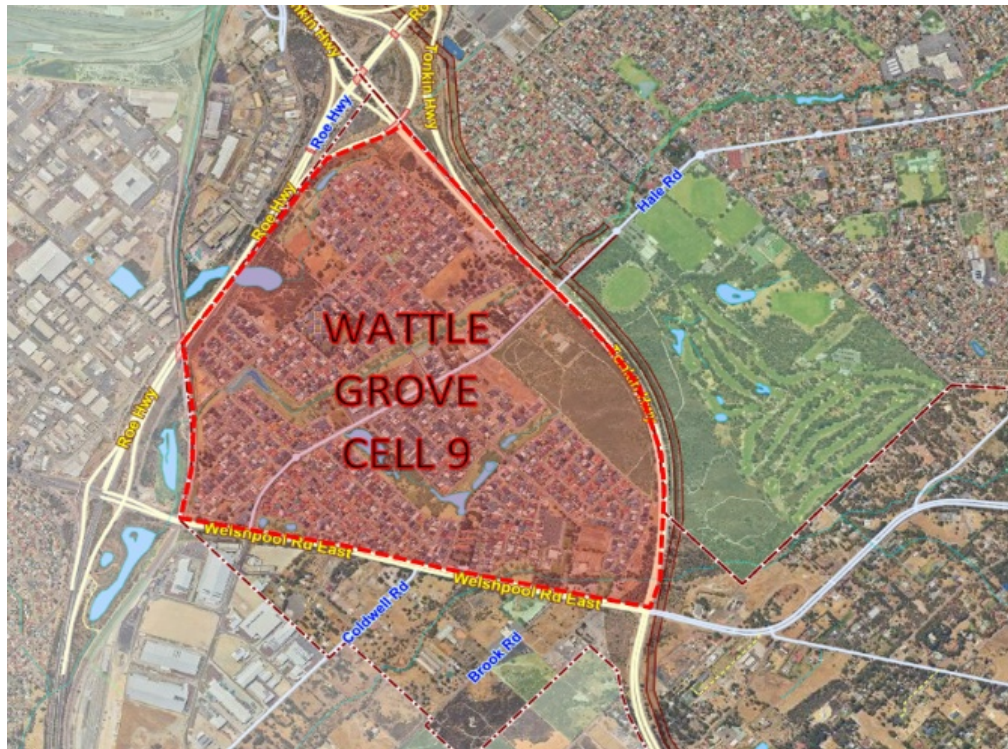 Tonkin Hwy
Roe Hwy
Roe Hwy
Hale Rd
WATTLE
GROVE
CELL 9
Roe Hwy
Welshpool Rd East
Welshpool Rd East
Coldwell Rd
Brook Rd